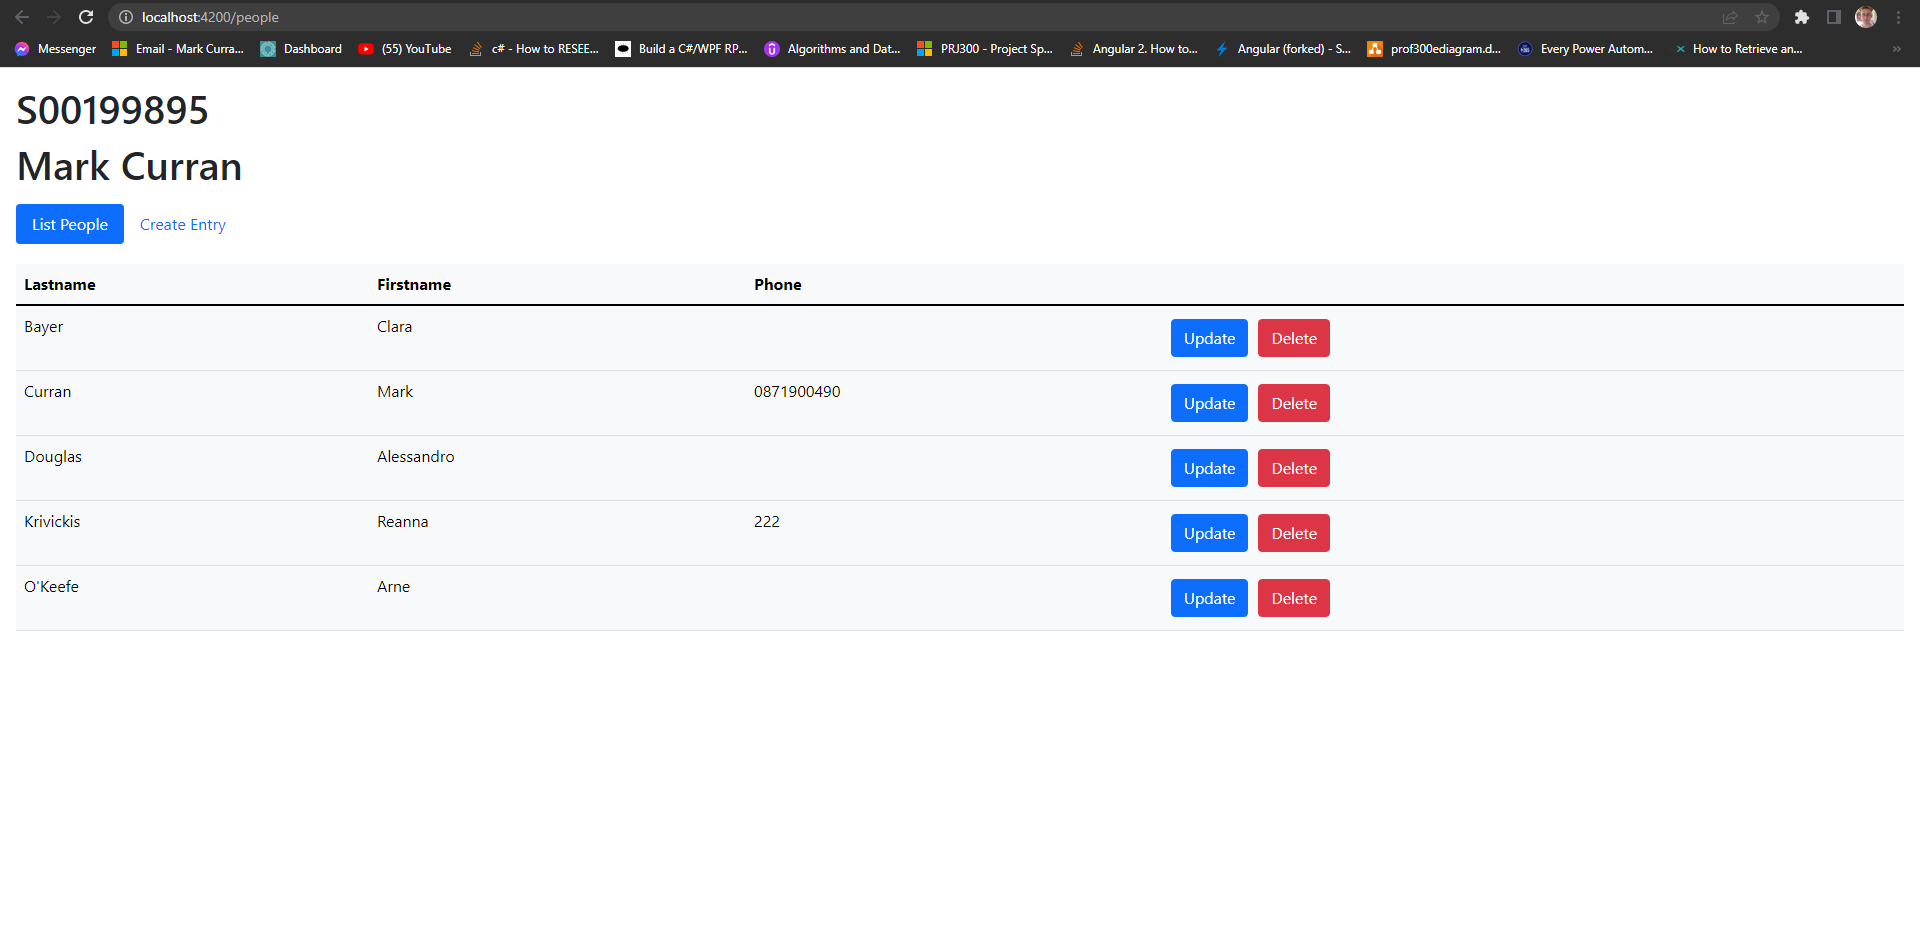 localhost:4200/people
Messenger Email - Mark Curra... Dashboard (55) YouTube c# - How to RESEE... Build a C#/WPF RP... Algorithms and Dat... PRJ300 - Project Sp... Angular 2. How to... Angular (forked) - S... prof300ediagram.d... Every Power Autom... How to Retrieve an... »
S00199895
Mark Curran
List People Create Entry
Lastname Firstname Phone
Bayer Clara Update Delete
Curran Mark 0871900490 Update Delete
Douglas Alessandro Update Delete
Krivickis Reanna 222 Update Delete
O'Keefe Arne Update Delete